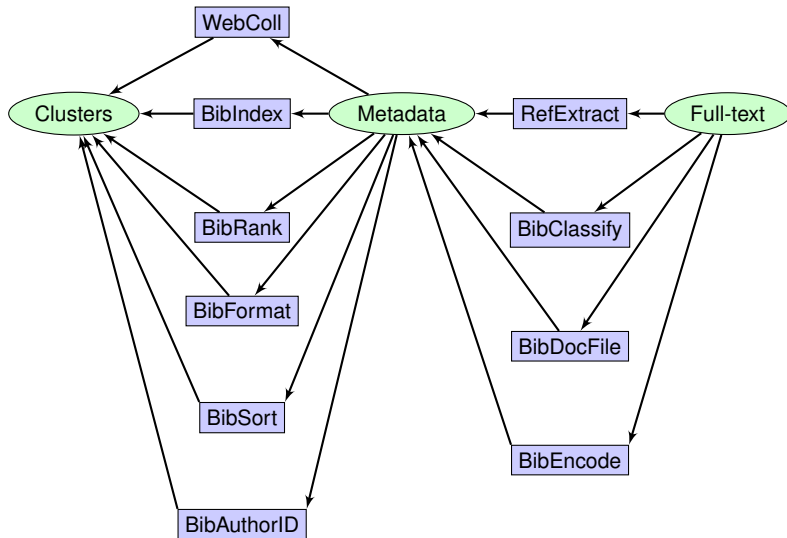 WebColl
Clusters
BibIndex
Metadata
RefExtract
Full-text
BibRank
BibClassify
BibFormat
BibDocFile
BibSort
BibEncode
BibAuthorID